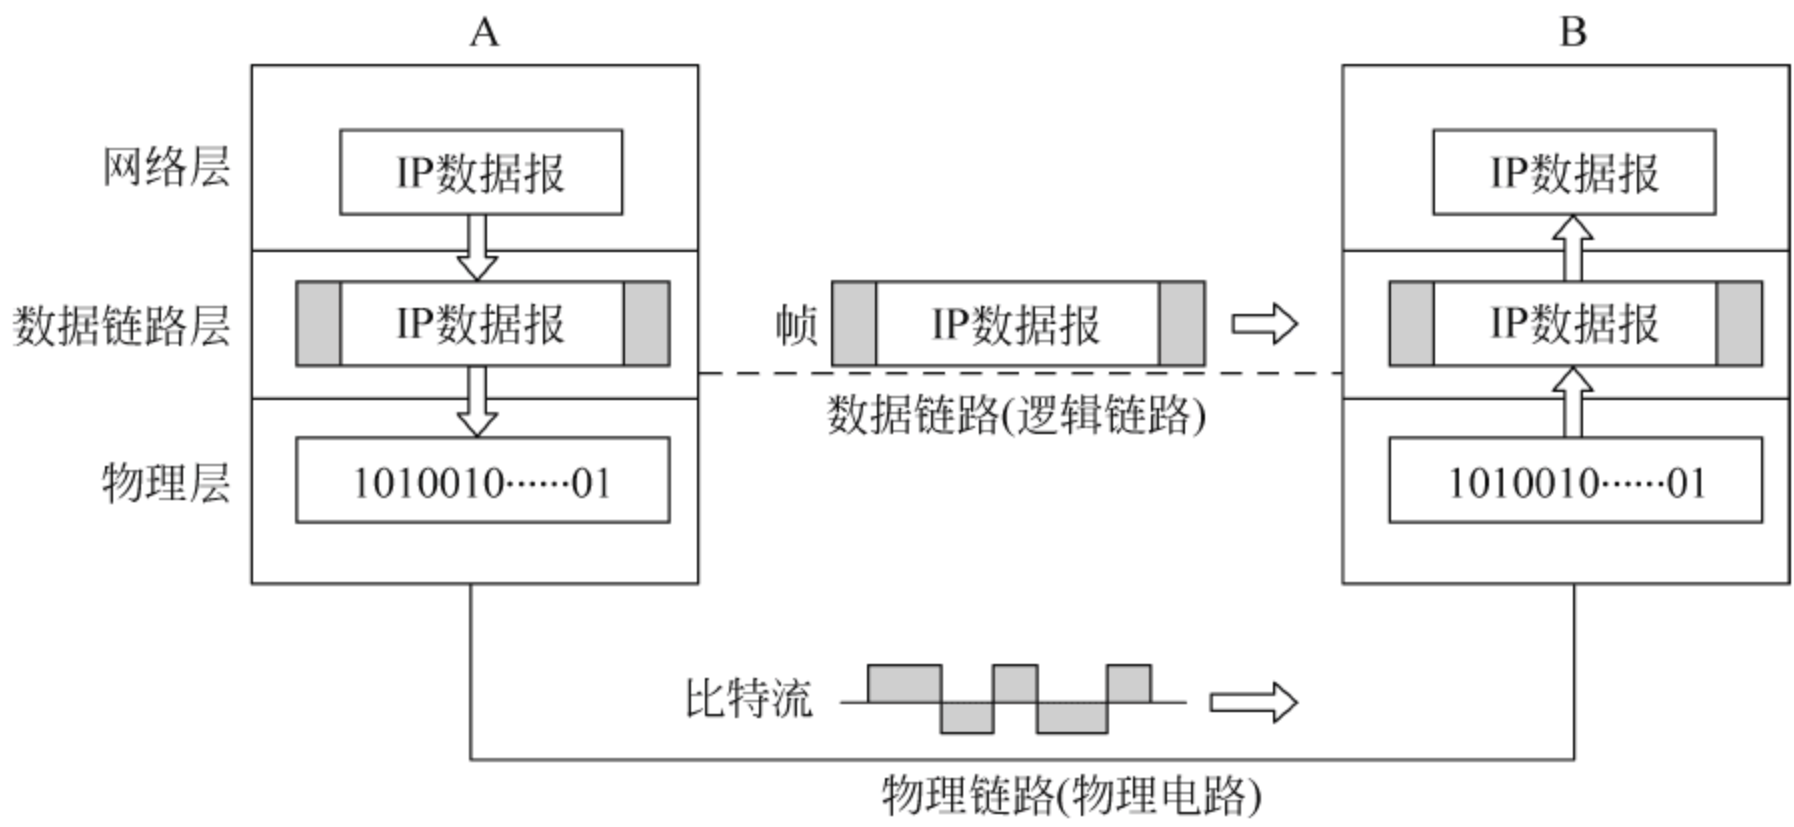 A
B
网络层
IP数据报
IP数据报
数据链路层
IP数据报
帧
IP数据报
IP数据报
数据链路(逻辑链路)
物理层
1010010……01
1010010……01
比特流
物理链路(物理电路)